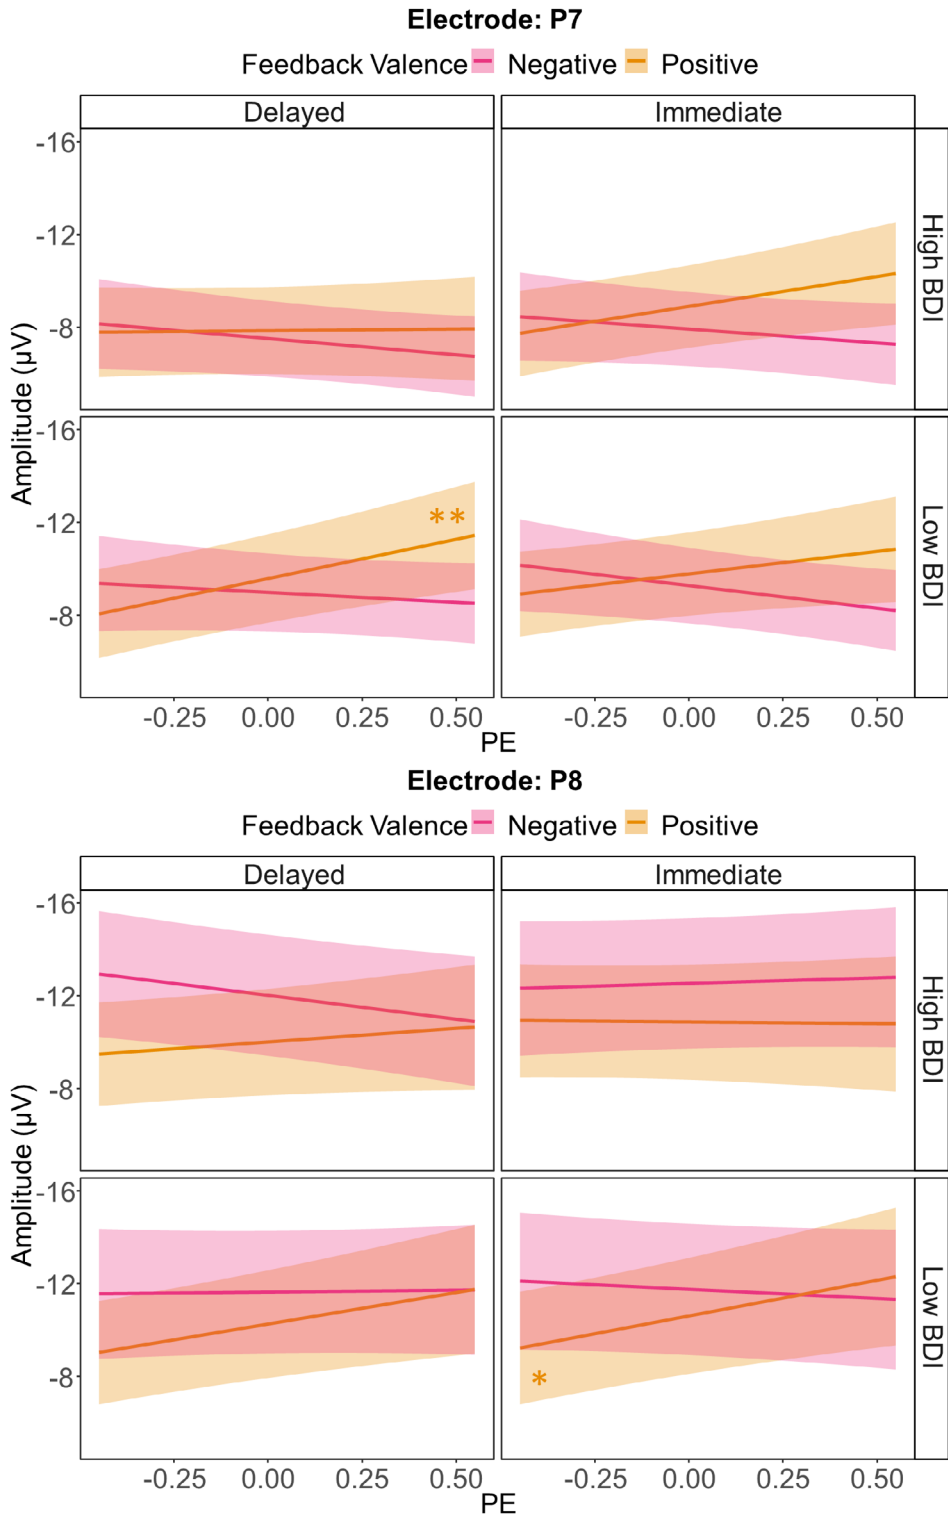 Electrode: P7
Feedback Valence Negative Positive
Delayed Immediate
-16
-12
-8
High BDI
-16
-12
-8
Low BDI
Amplitude (µV)
**
-0.25 0.00 0.25 0.50 -0.25 0.00 0.25 0.50
PE
Electrode: P8
Feedback Valence Negative Positive
Delayed Immediate
-16
-12
-8
High BDI
-16
-12
-8
Low BDI
Amplitude (µV)
*
-0.25 0.00 0.25 0.50 -0.25 0.00 0.25 0.50
PE